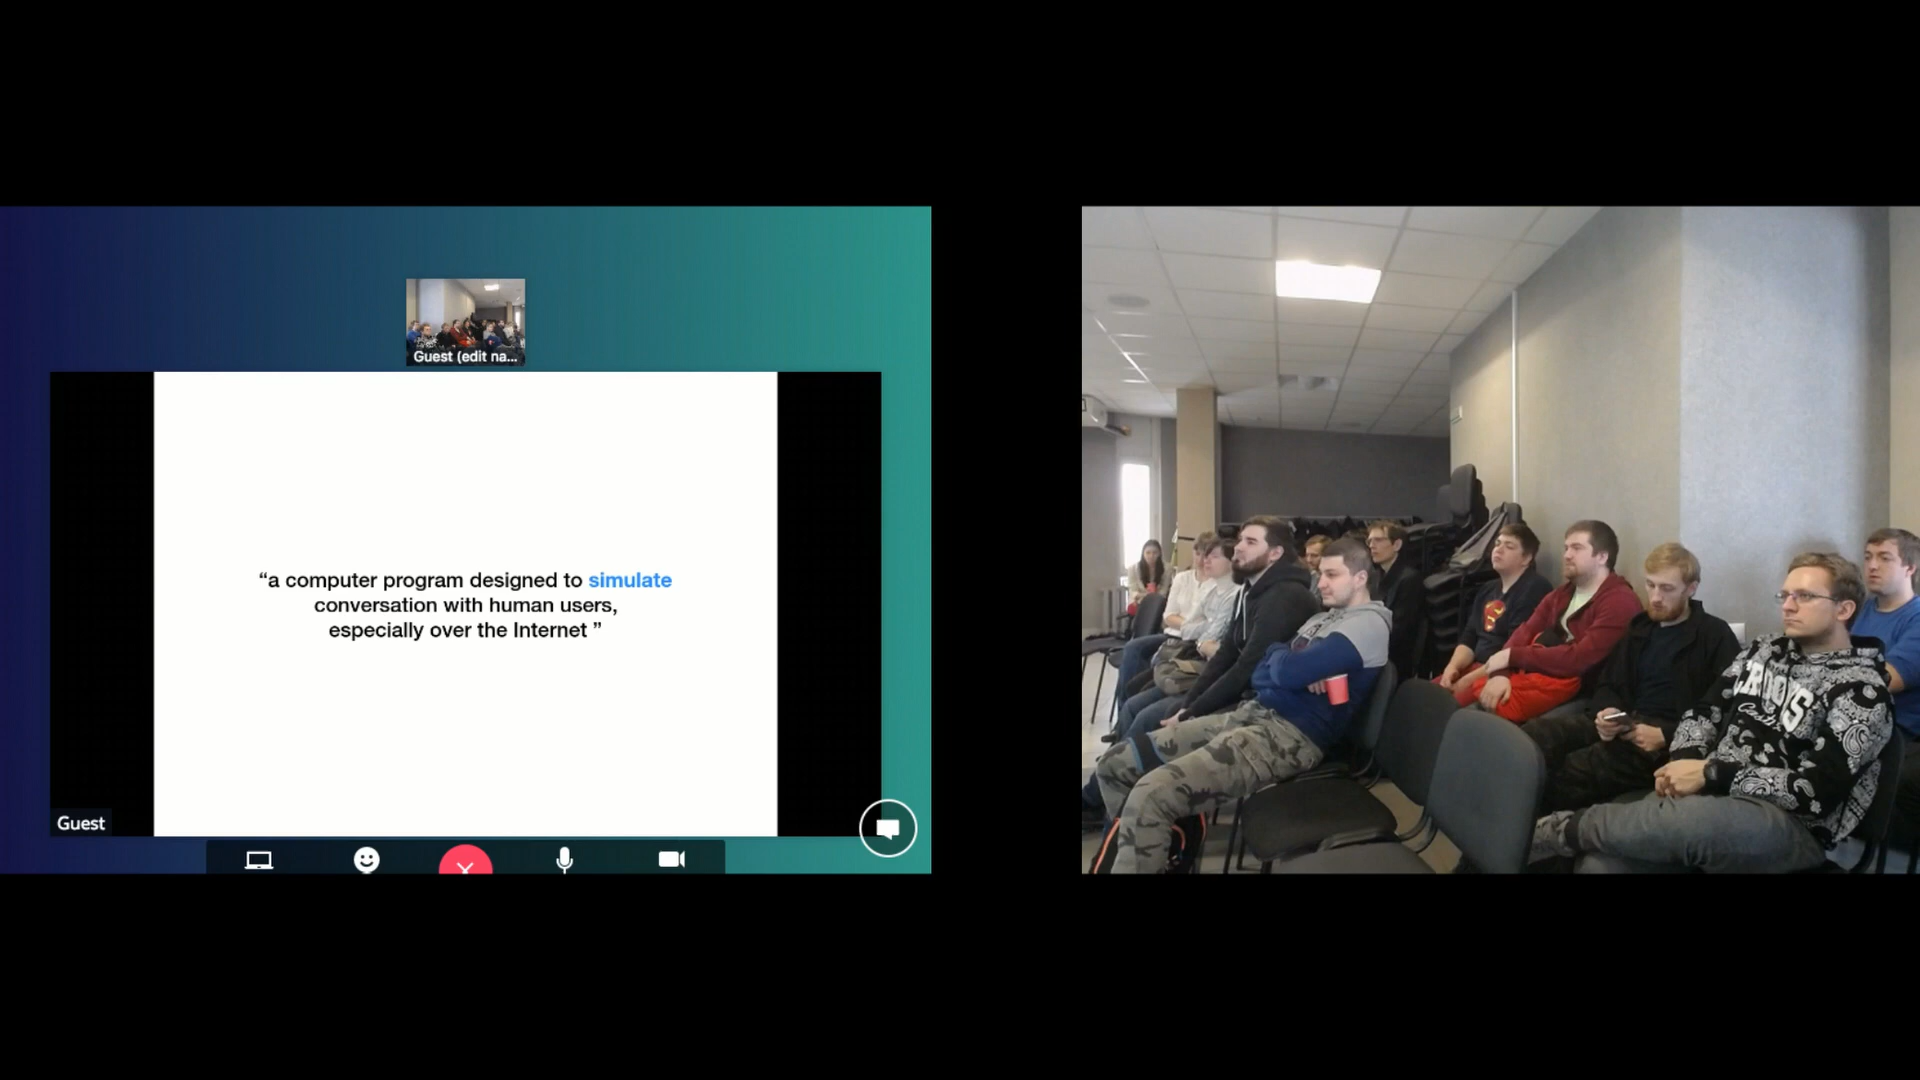 Guest (edit na...
“a computer program designed to simulate
conversation with human users,
especially over the Internet ”
Guest